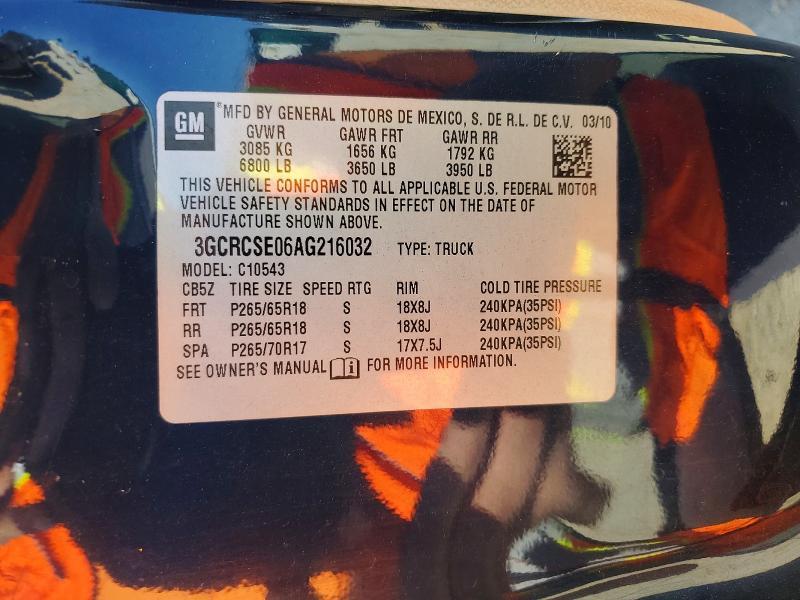 GM ®MFD BY GENERAL MOTORS DE MEXICO, S. DE R.L. DE C.V. 03/10
GVWR GAWR FRT GAWR RR
3085 KG 1656 KG 1792 KG
6800 LB 3650 LB 3950 LB
THIS VEHICLE CONFORMS TO ALL APPLICABLE U.S. FEDERAL MOTOR
VEHICLE SAFETY STANDARDS IN EFFECT ON THE DATE OF
MANUFACTURE SHOWN ABOVE.
3GCRCSE06AG216032 TYPE: TRUCK
MODEL: C10543
CB5Z TIRE SIZE SPEED RTG RIM COLD TIRE PRESSURE
FRT P265/65R18 S 18X8J 240KPA(35PSI)
RR P265/65R18 S 18X8J 240KPA(35PSI)
SPA P265/70R17 S 17X7.5J 240KPA(35PSI)
SEE OWNER'S MANUAL i FOR MORE INFORMATION.